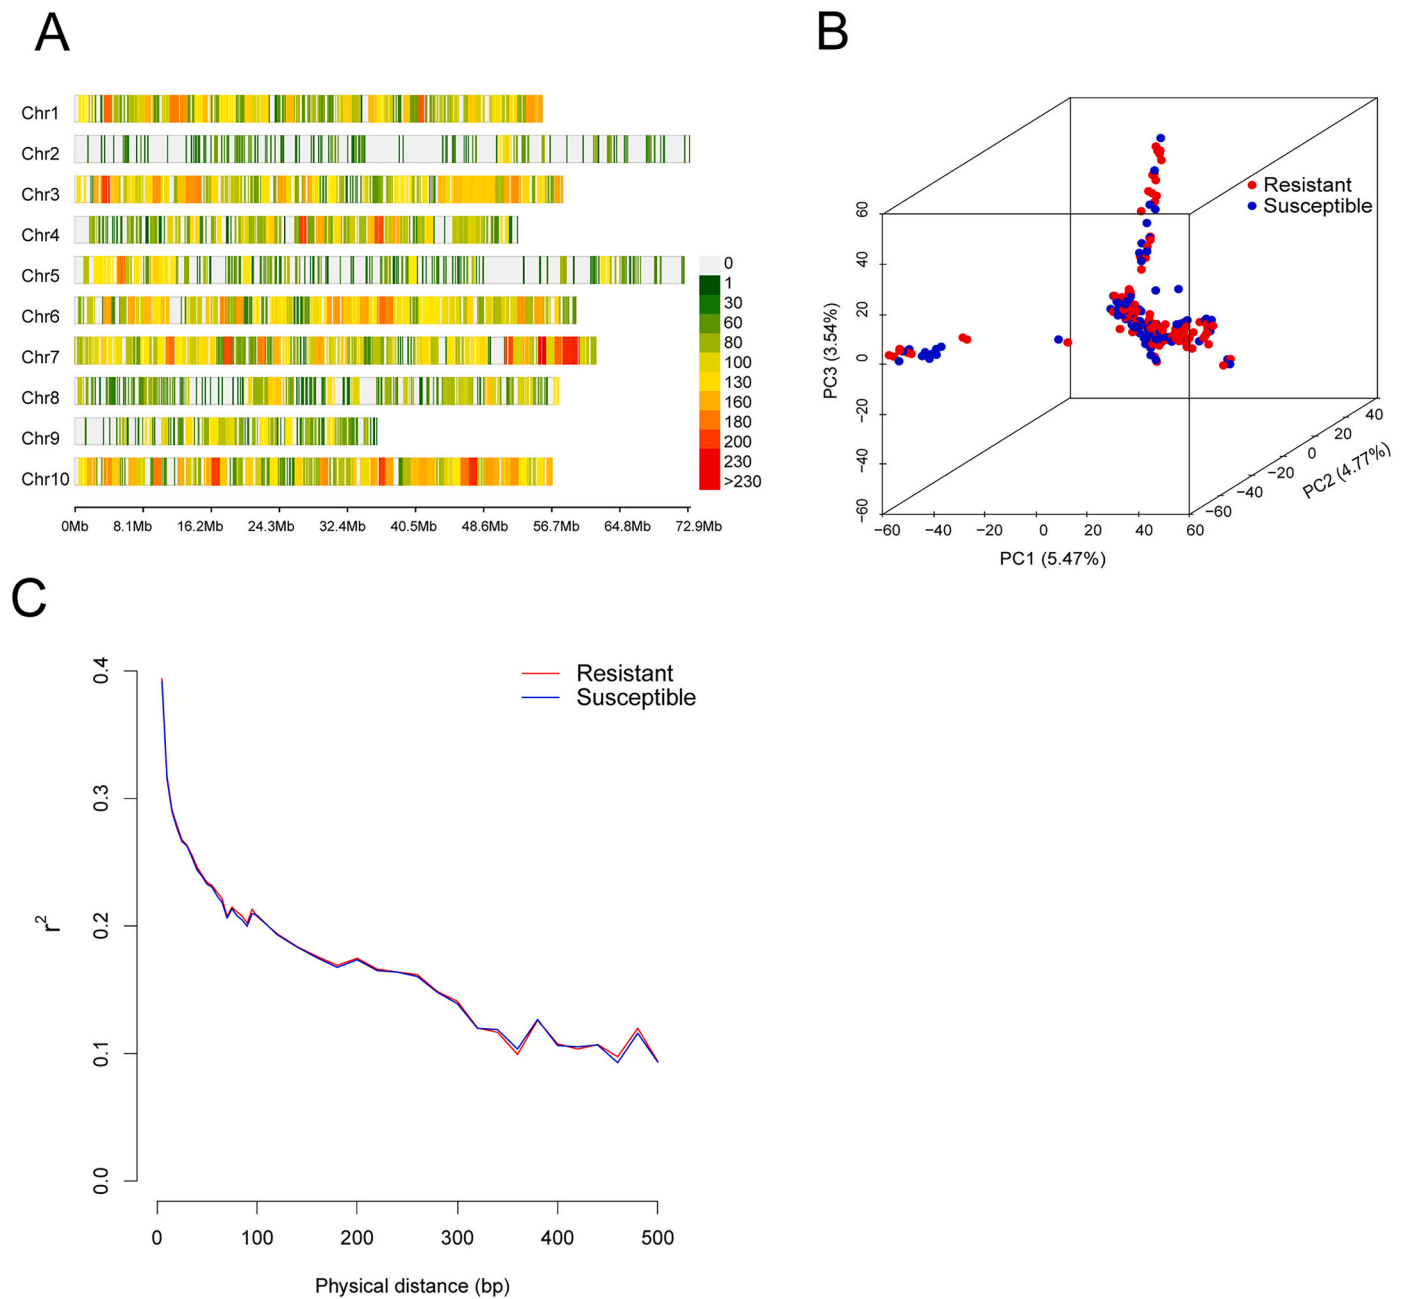 A
Chr1
Chr2
Chr3
Chr4
Chr5
Chr6
Chr7
Chr8
Chr9
Chr10
0Mb 8.1Mb 16.2Mb 24.3Mb 32.4Mb 40.5Mb 48.6Mb 56.7Mb 64.8Mb 72.9Mb
0
1
30
60
80
100
130
160
180
200
230
>230
B
Resistant
Susceptible
60
40
20
0
−20
−40
−60
PC3 (3.54%)
−60 −40 −20 0 20 40 60
PC1 (5.47%)
−60
−40
−20
0
20
40
PC2 (4.77%)
C
Resistant
Susceptible
0.4
0.3
0.2
0.1
0.0
r²
0 100 200 300 400 500
Physical distance (bp)